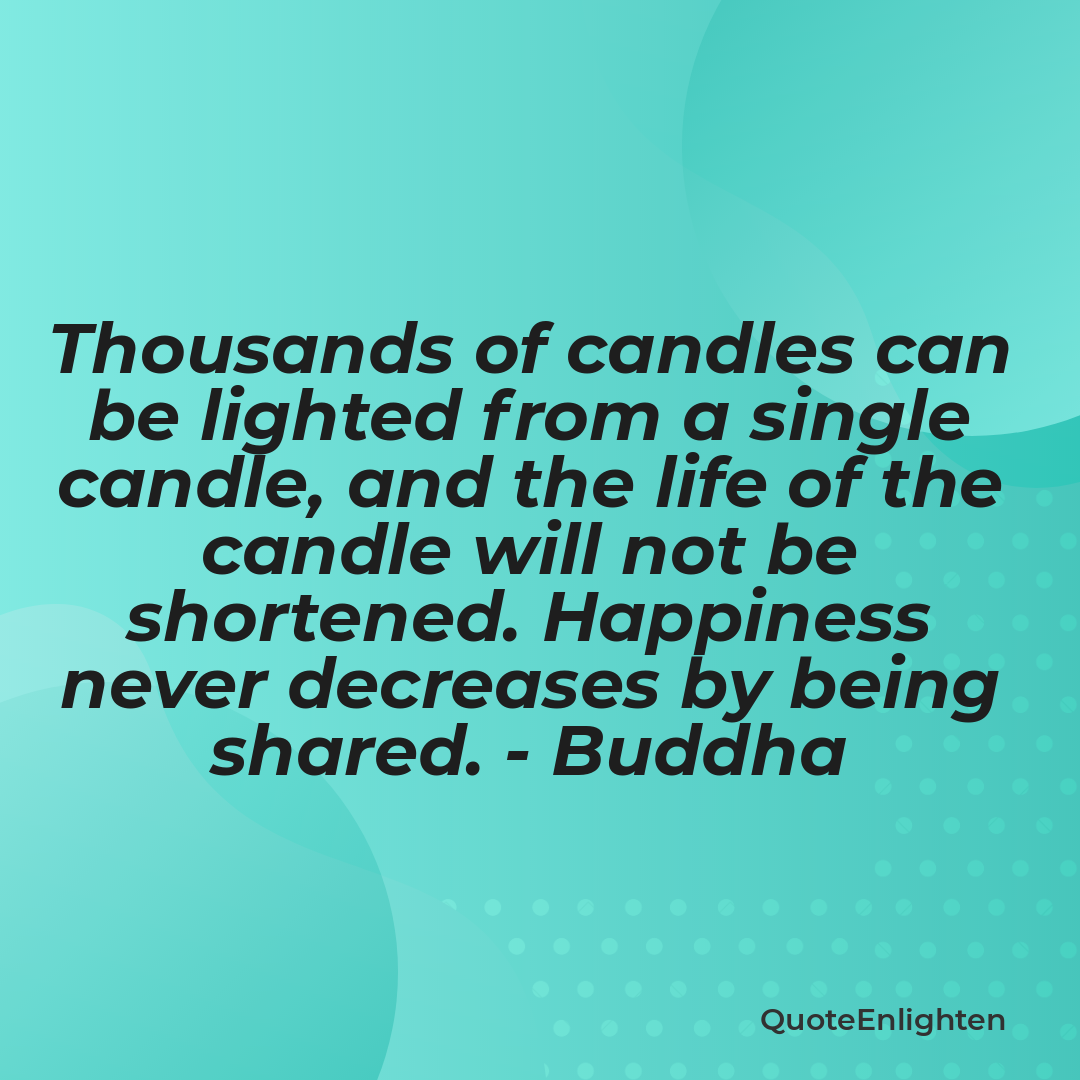 Thousands of candles can
be lighted from a single
candle, and the life of the
candle will not be
shortened. Happiness
never decreases by being
shared. - Buddha
QuoteEnlighten